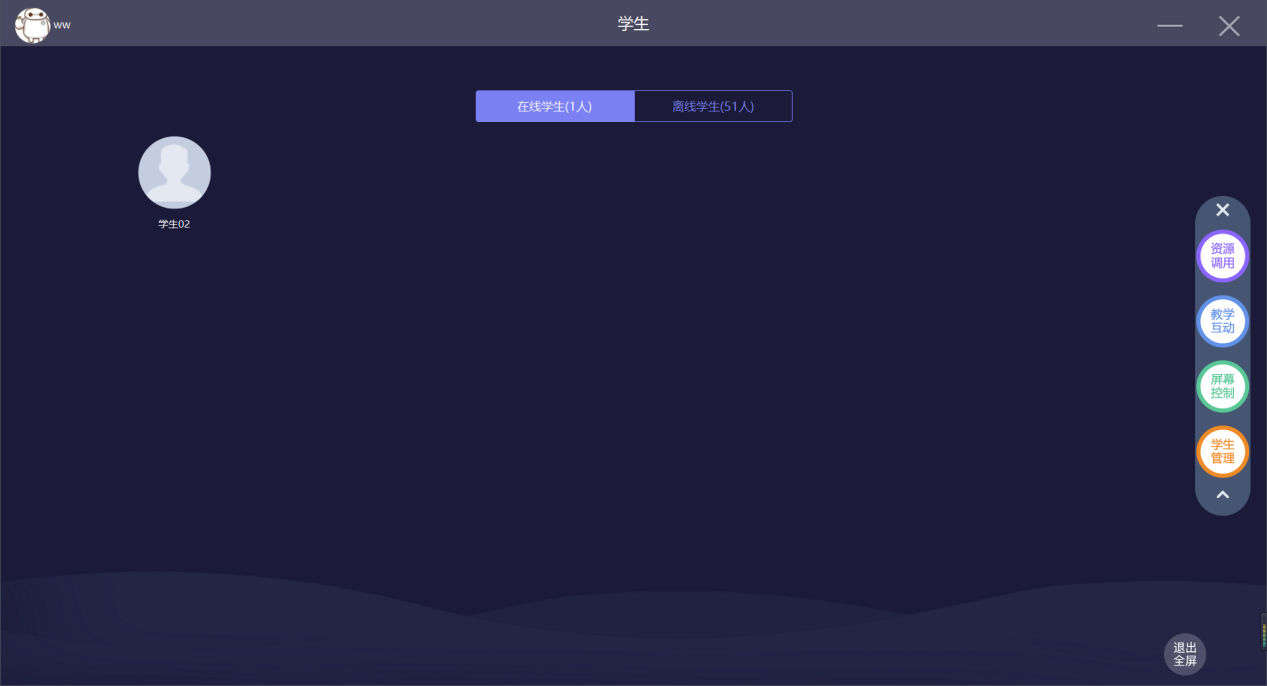 ww
学生
在线学生(1人)
离线学生(51人)
学生02
资源
调用
教学
互动
屏幕
控制
学生
管理
退出
全屏